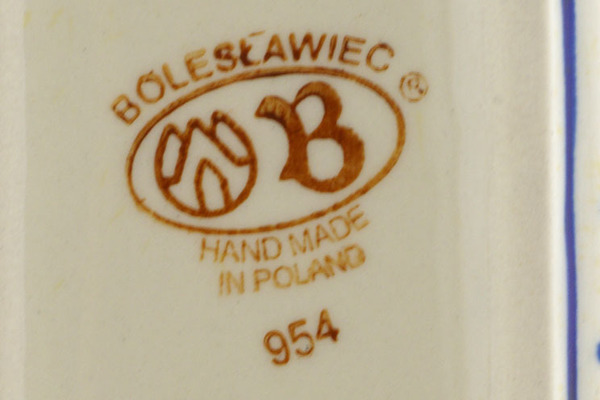 BOLESŁAWIEC ®
B
HAND MADE
IN POLAND
954